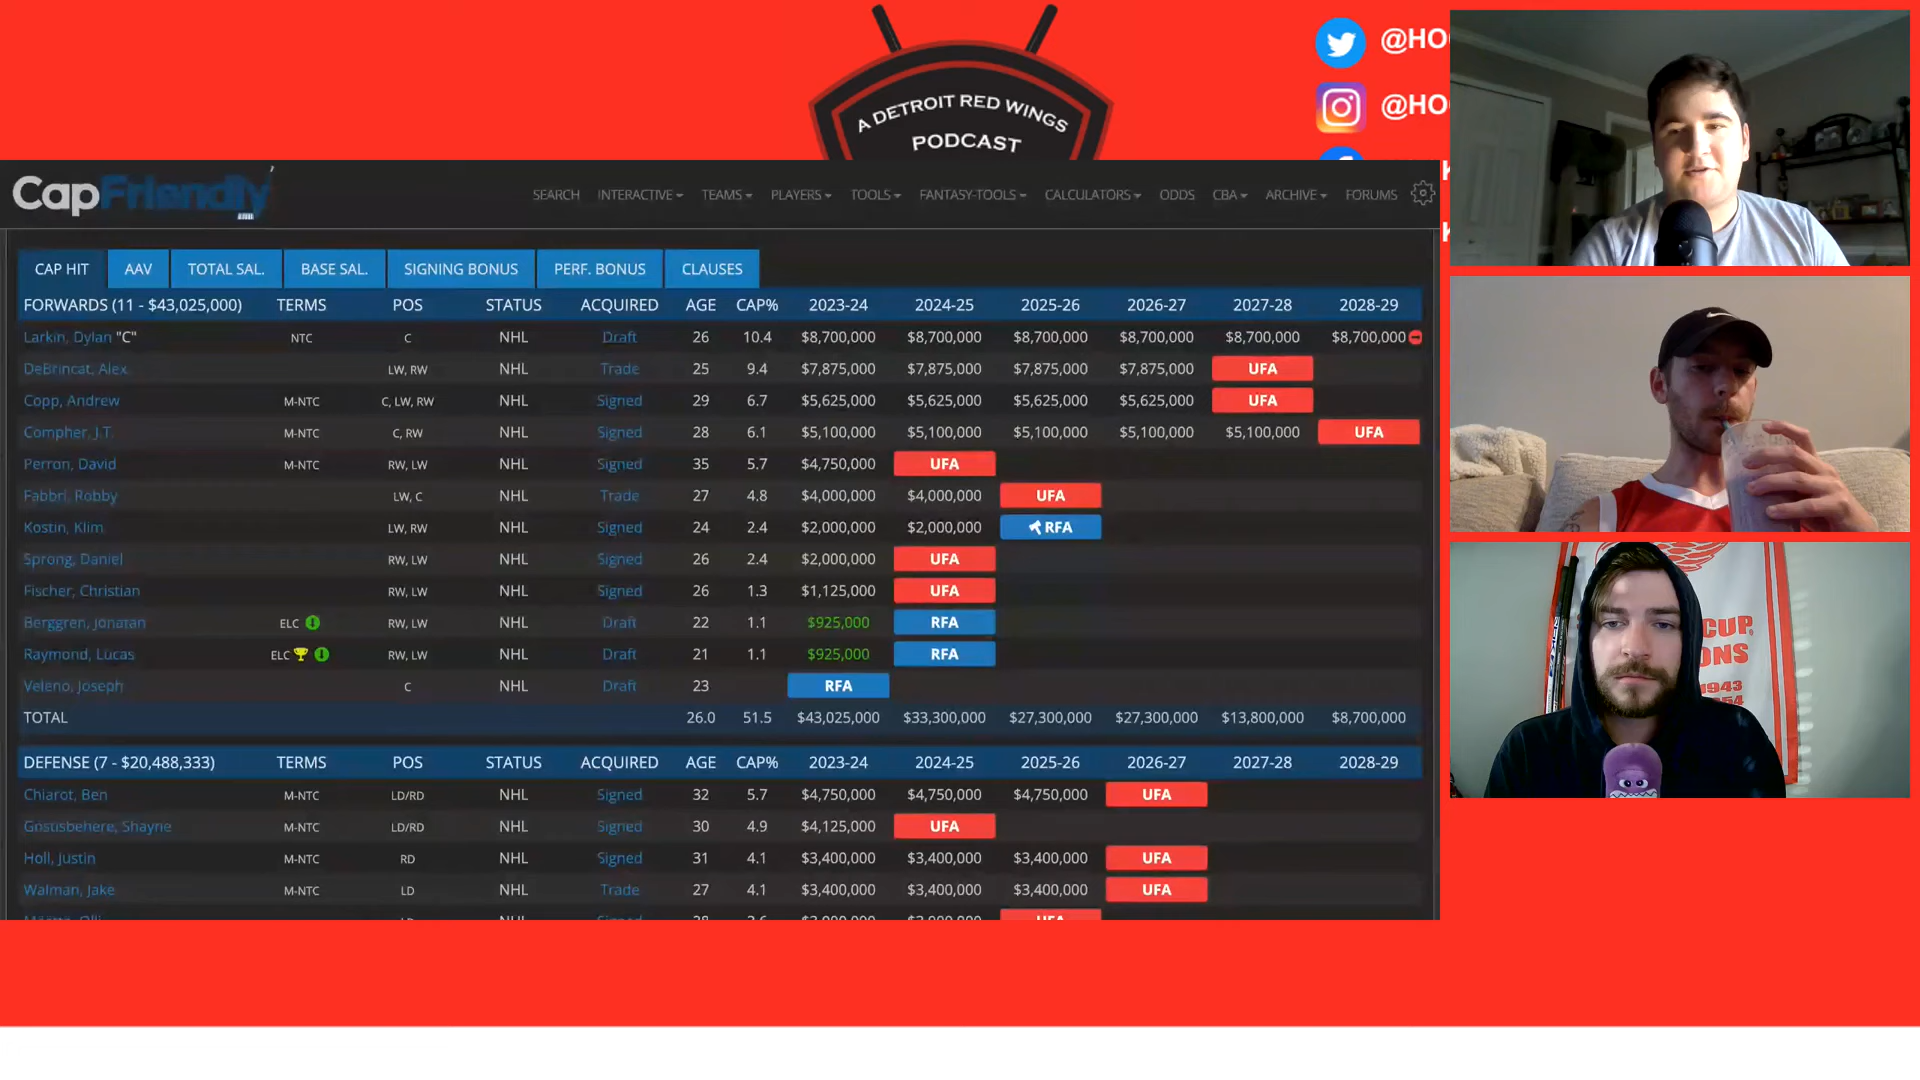 A DETROIT RED WINGS
PODCAST
@HO
@HO
CapFriendly
.com
SEARCH INTERACTIVE TEAMS PLAYERS TOOLS FANTASY-TOOLS CALCULATORS ODDS CBA ARCHIVE FORUMS
CAP HIT AAV TOTAL SAL. BASE SAL. SIGNING BONUS PERF. BONUS CLAUSES
FORWARDS (11 - $43,025,000) TERMS POS STATUS ACQUIRED AGE CAP% 2023-24 2024-25 2025-26 2026-27 2027-28 2028-29
Larkin, Dylan "C" NTC C NHL Draft 26 10.4 $8,700,000 $8,700,000 $8,700,000 $8,700,000 $8,700,000 $8,700,000
DeBrincat, Alex LW, RW NHL Trade 25 9.4 $7,875,000 $7,875,000 $7,875,000 $7,875,000 UFA
Copp, Andrew M-NTC C, LW, RW NHL Signed 29 6.7 $5,625,000 $5,625,000 $5,625,000 $5,625,000 UFA
Compher, J.T. M-NTC C, RW NHL Signed 28 6.1 $5,100,000 $5,100,000 $5,100,000 $5,100,000 $5,100,000 UFA
Perron, David M-NTC RW, LW NHL Signed 35 5.7 $4,750,000 UFA
Fabbri, Robby LW, C NHL Trade 27 4.8 $4,000,000 $4,000,000 UFA
Kostin, Klim LW, RW NHL Signed 24 2.4 $2,000,000 $2,000,000 RFA
Sprong, Daniel RW, LW NHL Signed 26 2.4 $2,000,000 UFA
Fischer, Christian RW, LW NHL Signed 26 1.3 $1,125,000 UFA
Berggren, Jonatan ELC RW, LW NHL Draft 22 1.1 $925,000 RFA
Raymond, Lucas ELC RW, LW NHL Draft 21 1.1 $925,000 RFA
Veleno, Joseph C NHL Draft 23 RFA
TOTAL 26.0 51.5 $43,025,000 $33,300,000 $27,300,000 $27,300,000 $13,800,000 $8,700,000
DEFENSE (7 - $20,488,333) TERMS POS STATUS ACQUIRED AGE CAP% 2023-24 2024-25 2025-26 2026-27 2027-28 2028-29
Chiarot, Ben M-NTC LD/RD NHL Signed 32 5.7 $4,750,000 $4,750,000 $4,750,000 UFA
Gostisbehere, Shayne M-NTC LD/RD NHL Signed 30 4.9 $4,125,000 UFA
Holl, Justin M-NTC RD NHL Signed 31 4.1 $3,400,000 $3,400,000 $3,400,000 UFA
Walman, Jake M-NTC LD NHL Trade 27 4.1 $3,400,000 $3,400,000 $3,400,000 UFA
CUP,
ONS
1943